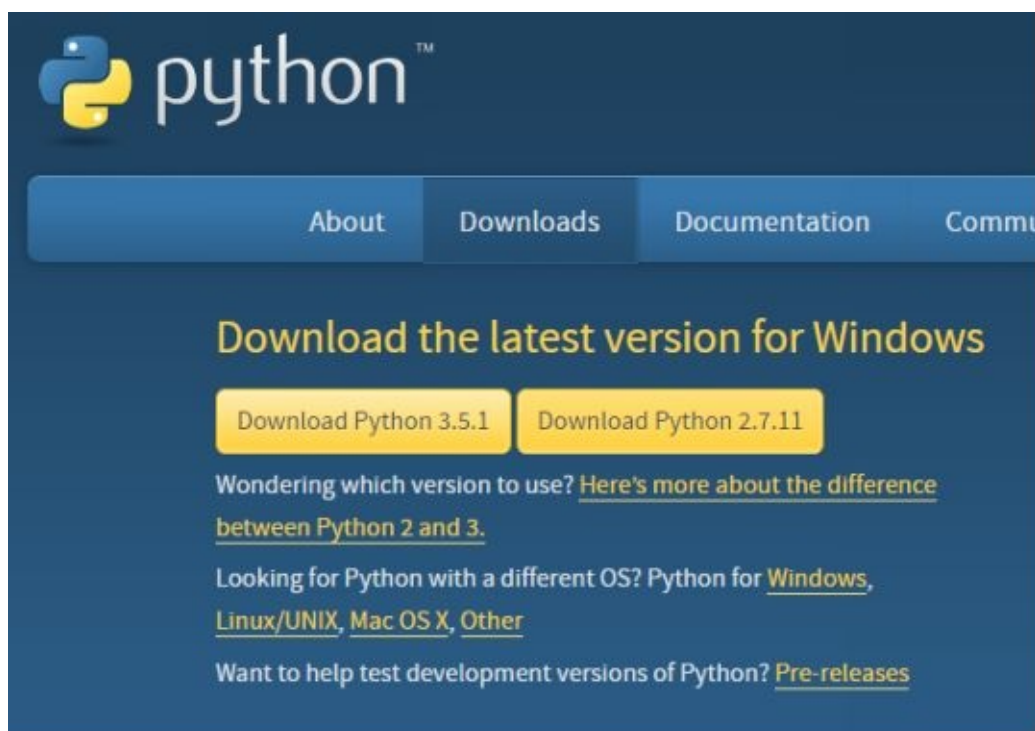 python™
About Downloads Documentation
Download the latest version for Windows
Download Python 3.5.1 Download Python 2.7.11
Wondering which version to use? Here's more about the difference
between Python 2 and 3.
Looking for Python with a different OS? Python for Windows,
Linux/UNIX, Mac OS X, Other
Want to help test development versions of Python? Pre-releases